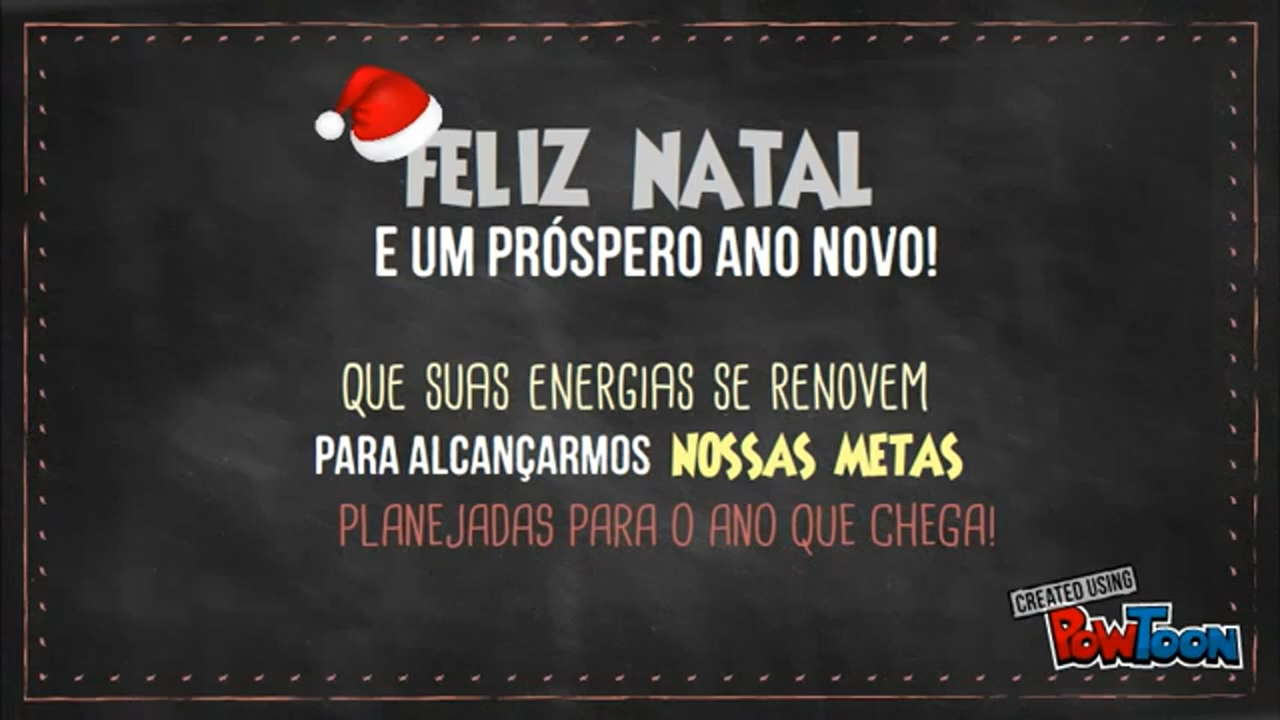 FELIZ NATAL
E UM PRÓSPERO ANO NOVO!
QUE SUAS ENERGIAS SE RENOVEM
PARA ALCANÇARMOS NOSSAS METAS
PLANEJADAS PARA O ANO QUE CHEGA!
CREATED USING
POWTOON